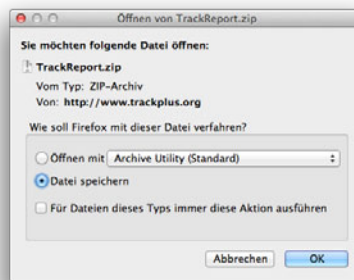 Öffnen von TrackReport.zip
Sie möchten folgende Datei öffnen:
TrackReport.zip
Vom Typ: ZIP-Archiv
Von: http://www.trackplus.org
Wie soll Firefox mit dieser Datei verfahren?
Öffnen mit Archive Utility (Standard)
Datei speichern
Für Dateien dieses Typs immer diese Aktion ausführen
Abbrechen OK